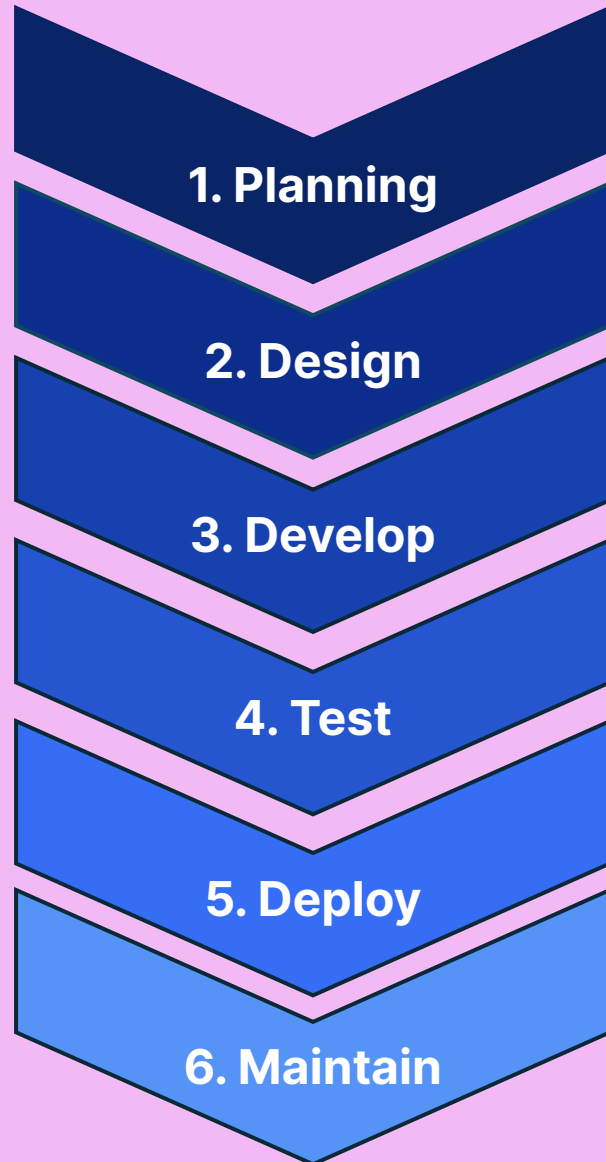 1. Planning
2. Design
3. Develop
4. Test
5. Deploy
6. Maintain